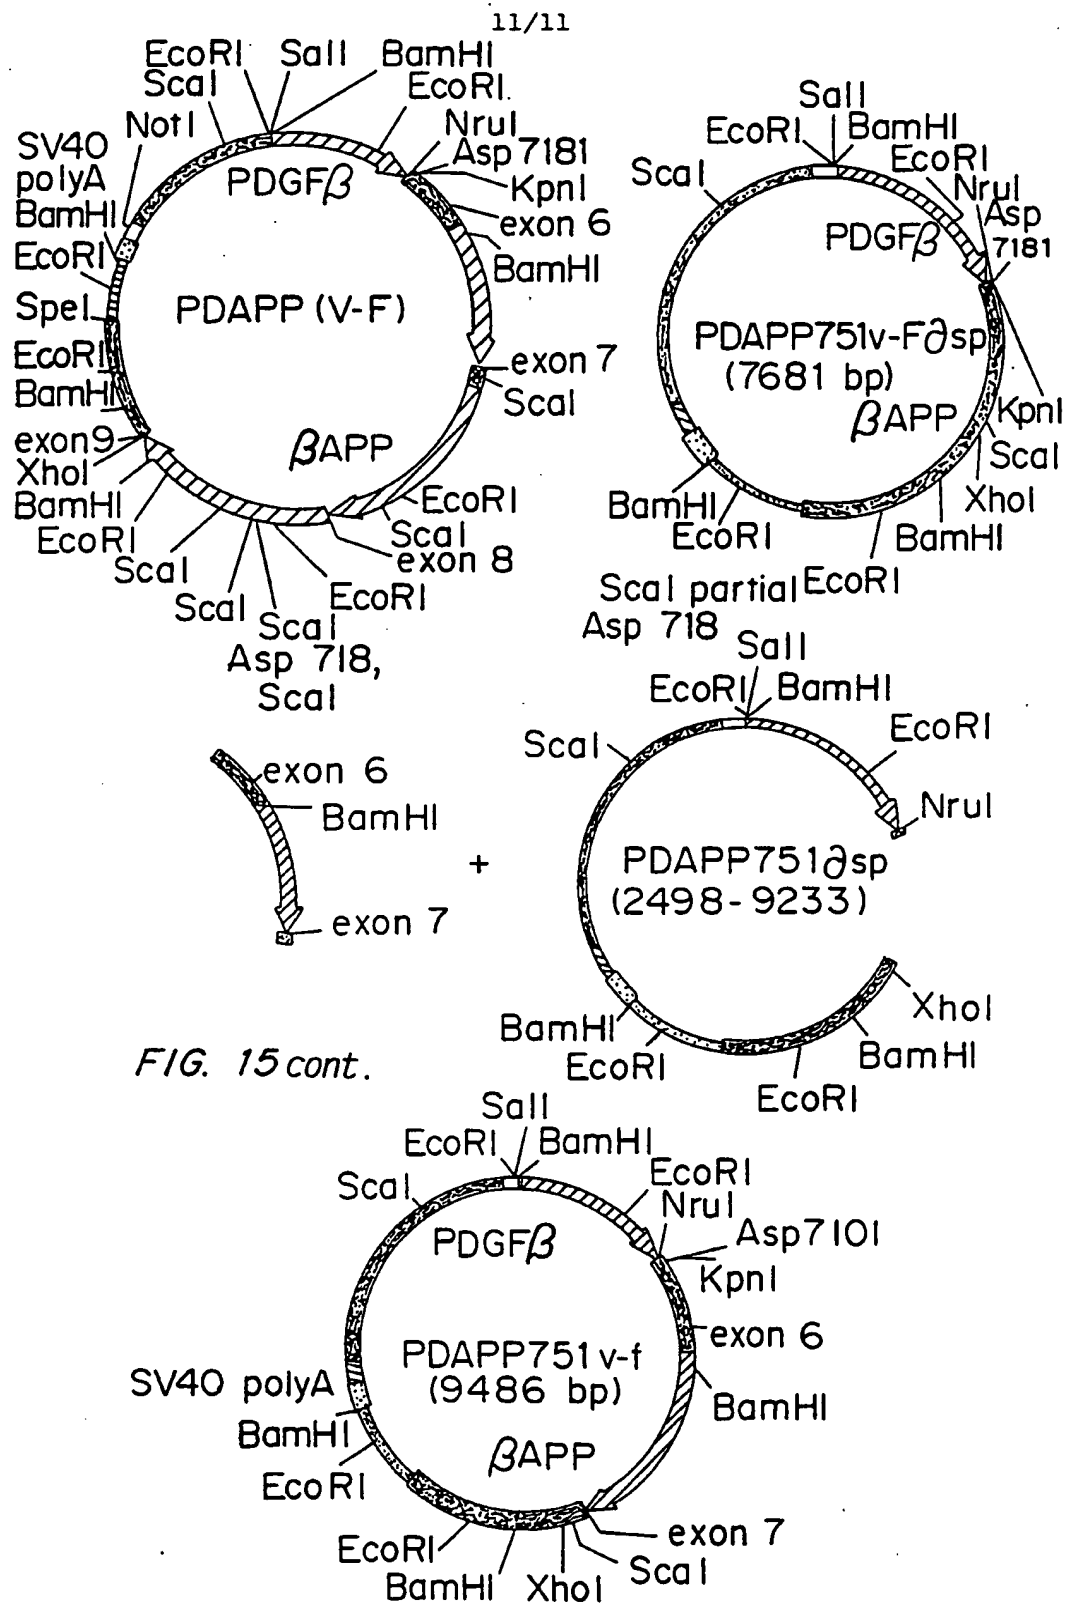 11/11
EcoRI
SalI
BamHI
ScaI
EcoRI.
NotI
NruI
Asp 7181
KpnI
SV40
polyA
BamHI
EcoRI
SpeI
EcoRI
BamHI
exon 9
XhoI
BamHI
EcoRI
ScaI
ScaI
ScaI
Asp 718,
ScaI
EcoRI
exon 8
ScaI
EcoRI
ScaI
exon 7
BamHI
exon 6
PDGFβ
PDAPP (V-F)
βAPP
SalI
EcoRI
BamHI
EcoRI
NruI
Asp
7181
ScaI
PDGFβ
PDAPP751v-F∂sp
(7681 bp)
βAPP
KpnI
ScaI
XhoI
BamHI
EcoRI
EcoRI
BamHI
ScaI partial
Asp 718
exon 6
BamHI
exon 7
+
SalI
EcoRI
BamHI
EcoRI
ScaI
NruI
PDAPP751∂sp
(2498-9233)
XhoI
BamHI
EcoRI
EcoRI
BamHI
FIG. 15 cont.
SalI
EcoRI
BamHI
EcoRI
ScaI
NruI
Asp7101
KpnI
PDGFβ
exon 6
PDAPP751v-f
(9486 bp)
SV40 polyA
BamHI
BamHI
βAPP
EcoRI
exon 7
EcoRI
ScaI
BamHI
XhoI